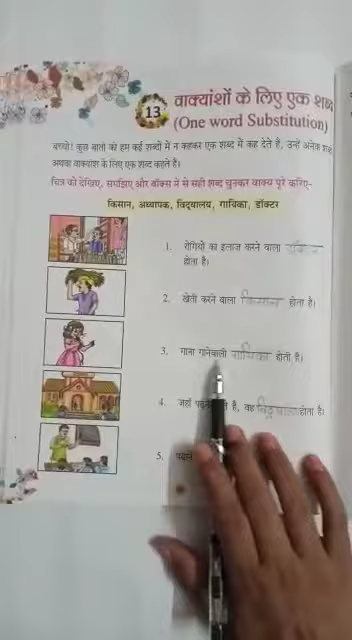 13
वाक्यांशों के लिए एक शब्द
(One word Substitution)
बच्चो! कुछ बातों को हम कई शब्दों में न कहकर एक शब्द में कह देते हैं, उन्हें अनेक शब्द
अथवा वाक्यांश के लिए एक शब्द कहते हैं।
चित्र को देखिए, समझिए और बॉक्स में से सही शब्द चुनकर वाक्य पूरे करिए-
किसान, अध्यापक, विद्यालय, गायिका, डॉक्टर
1. रोगियों का इलाज करने वाला डॉक्टर
होता है।
2. खेती करने वाला किसान होता है।
3. गाना गानेवाली गायिका होती है।
4. जहाँ हैं, वह विद्यालय होता है।
5.